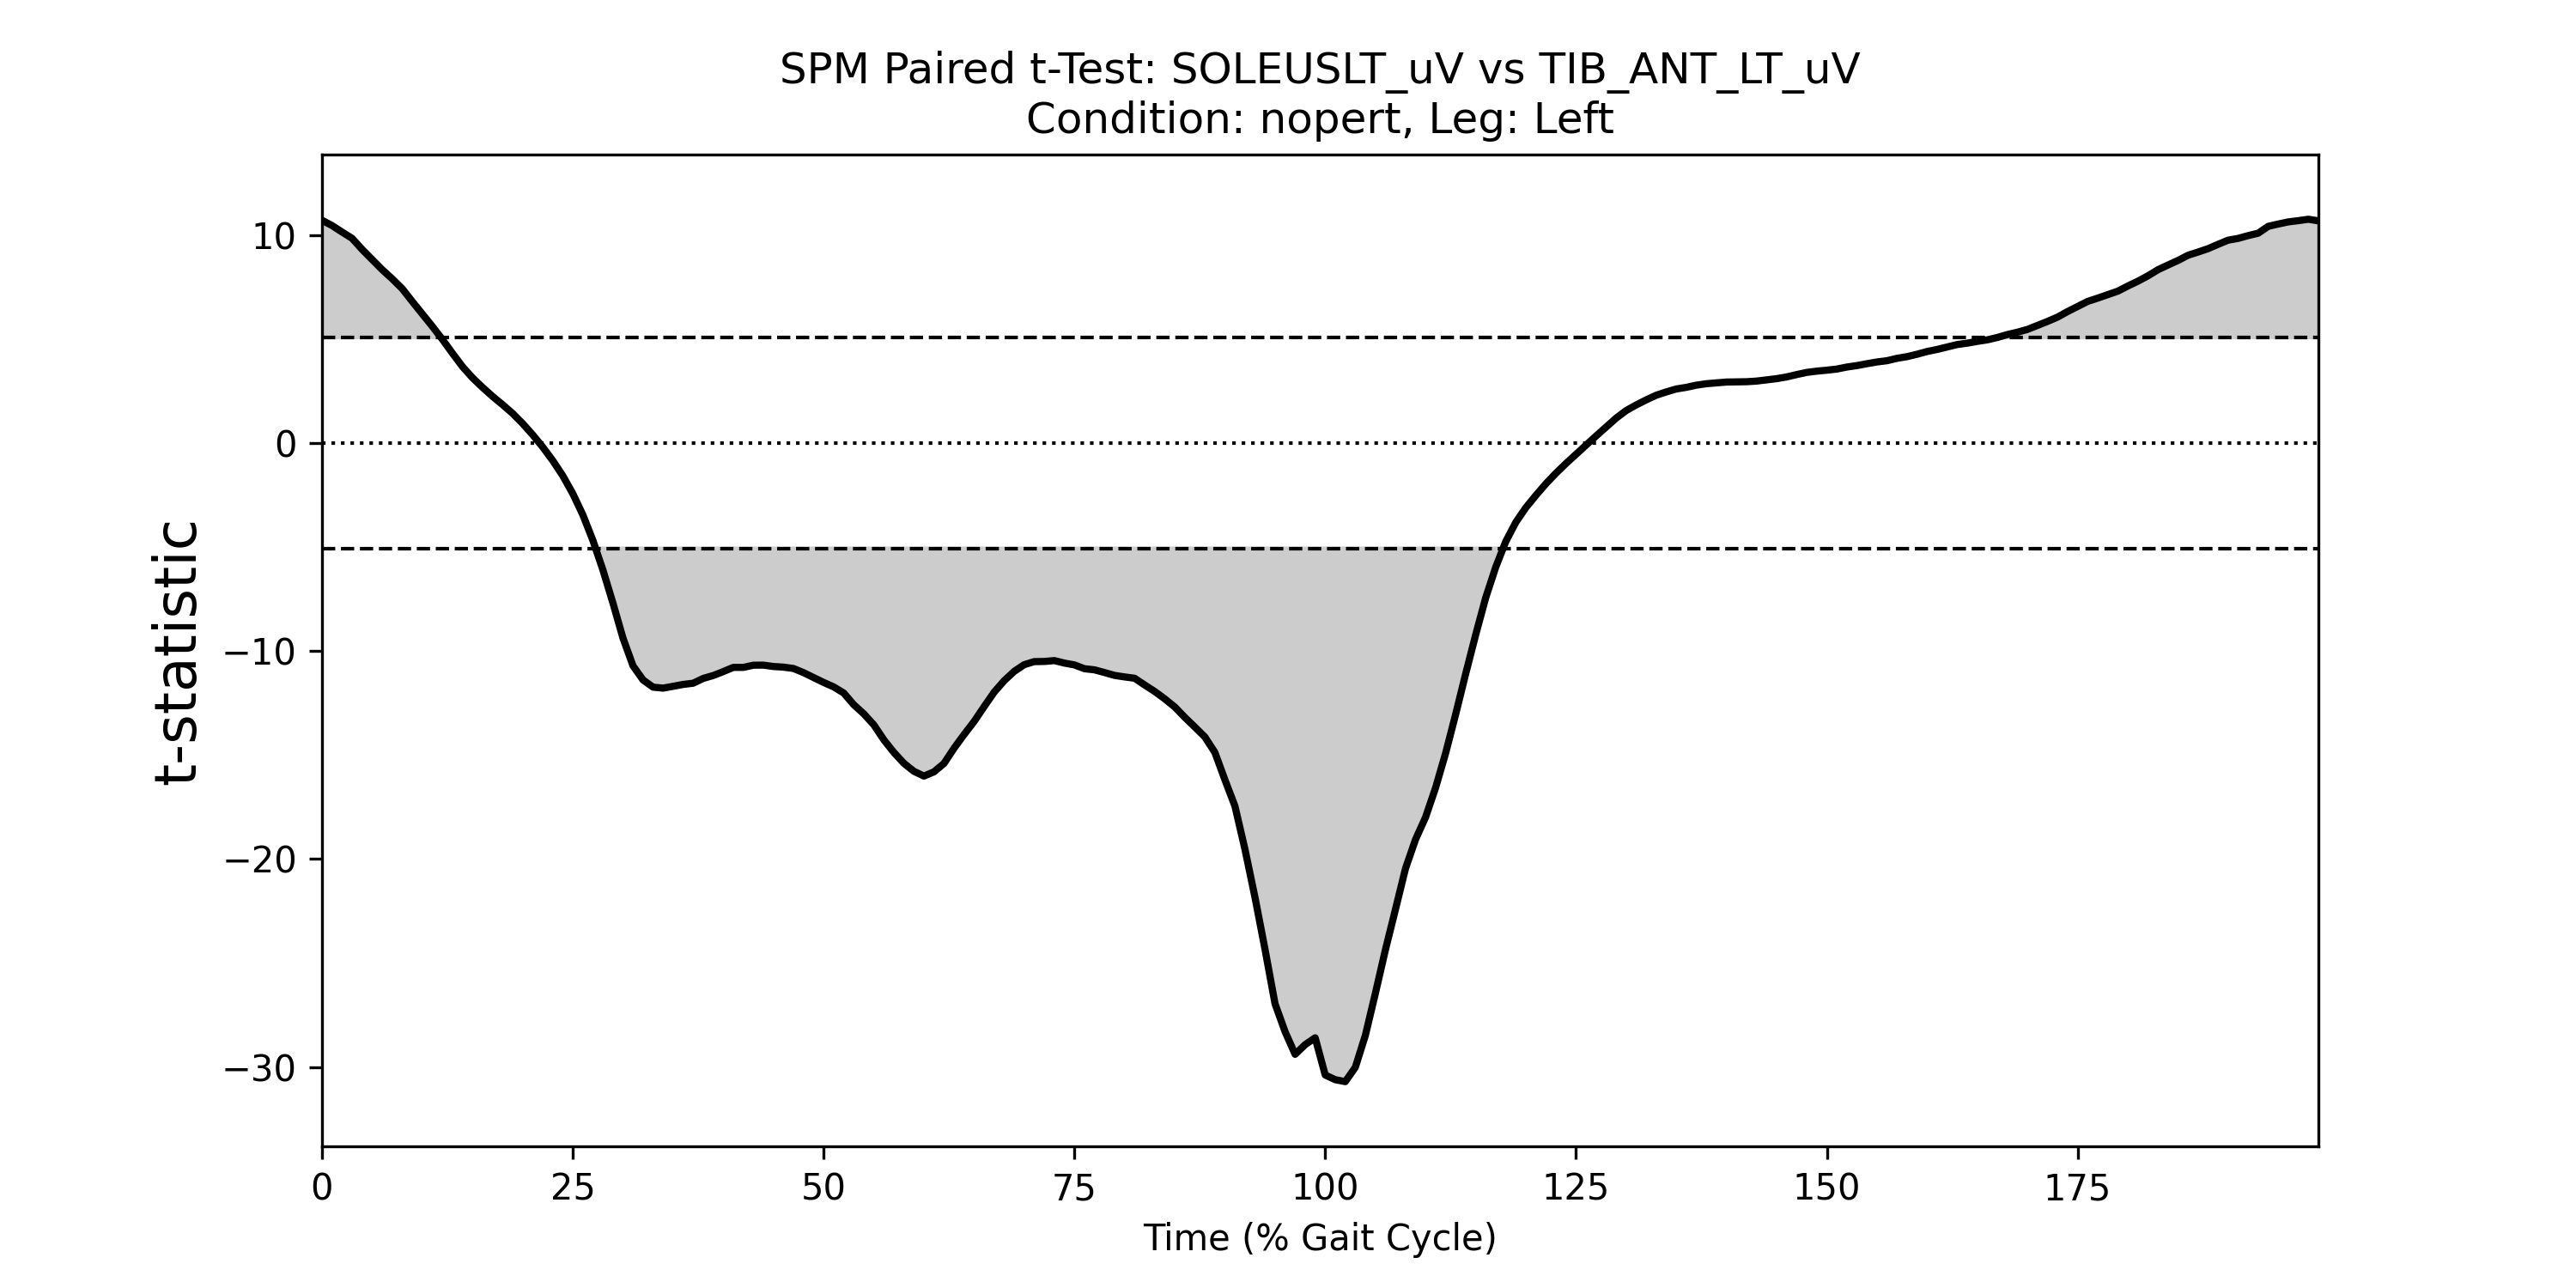 SPM Paired t-Test: SOLEUSLT_uV vs TIB_ANT_LT_uV
Condition: nopert, Leg: Left
t-statistic
10
0
−10
−20
−30
0 25 50 75 100 125 150 175
Time (% Gait Cycle)